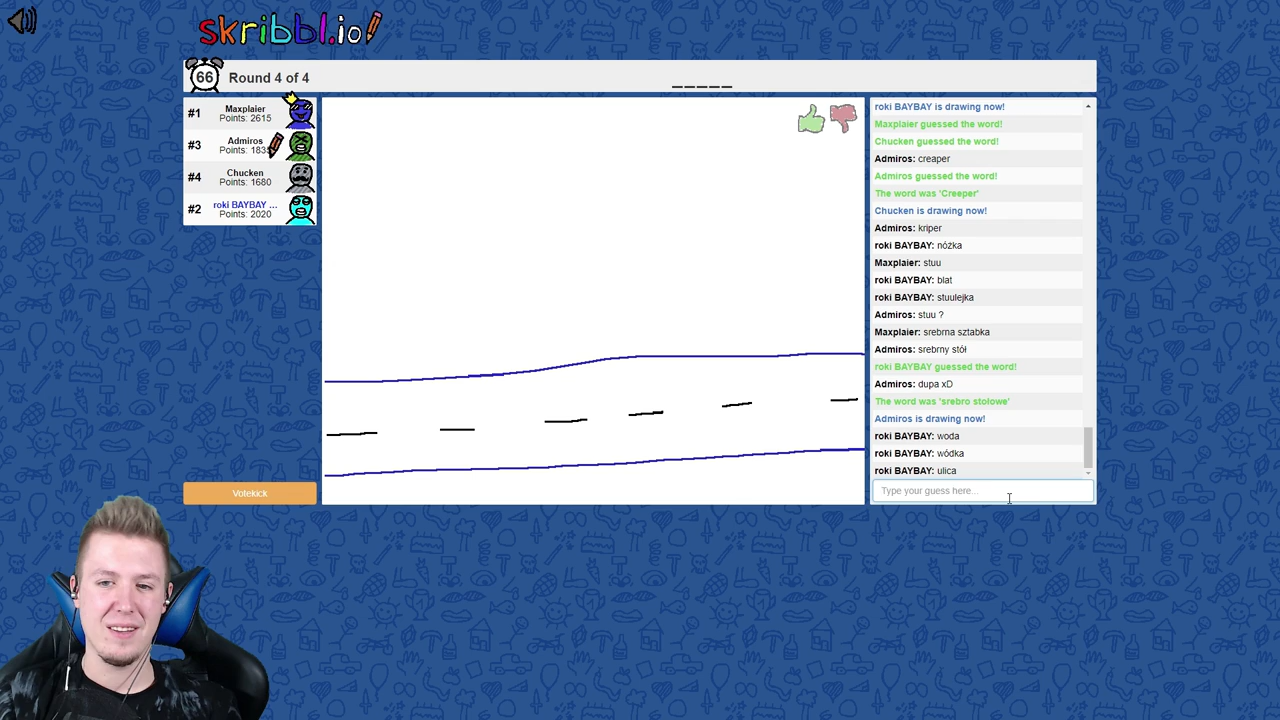 skribbl.io
66
Round 4 of 4
_____
#1
Maxplaier
Points: 2615
#3
Admiros
#4
Chucken
Points: 1680
#2
roki BAYBAY ...
Points: 2020
Votekick
roki BAYBAY is drawing now!
Maxplaier guessed the word!
Chucken guessed the word!
Admiros: creaper
Admiros guessed the word!
The word was 'Creeper'
Chucken is drawing now!
Admiros: kriper
roki BAYBAY: nóżka
Maxplaier: stuu
roki BAYBAY: blat
roki BAYBAY: stuulejka
Admiros: stuu ?
Maxplaier: srebrna sztabka
Admiros: srebrny stół
roki BAYBAY guessed the word!
Admiros: dupa xD
The word was 'srebro stołowe'
Admiros is drawing now!
roki BAYBAY: woda
roki BAYBAY: wódka
roki BAYBAY: ulica
Type your guess here...